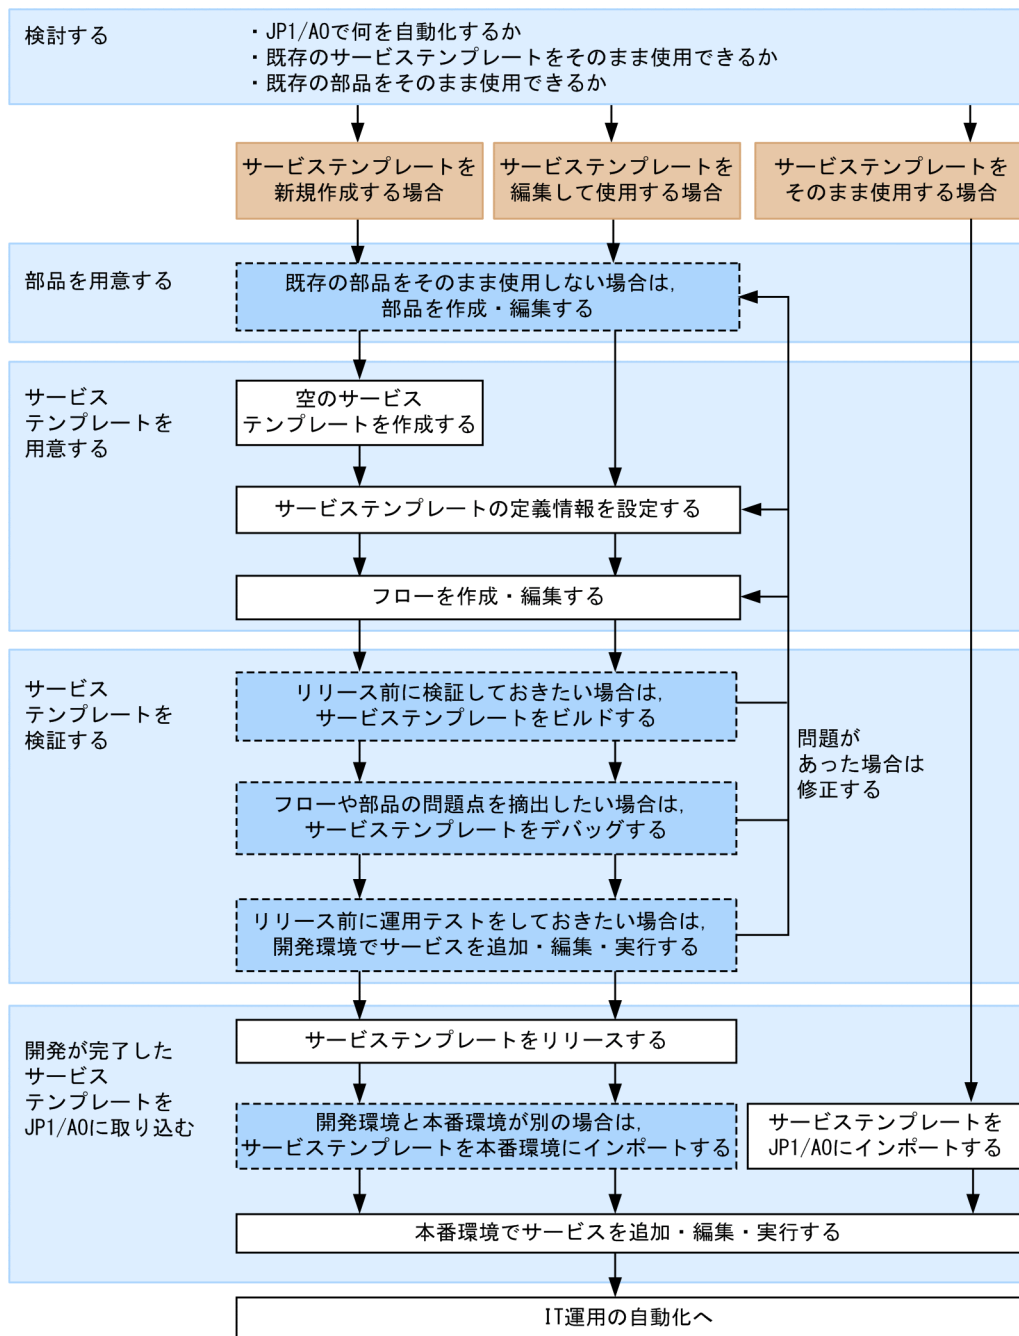 検討する
・JP1/AOで何を自動化するか
・既存のサービステンプレートをそのまま使用できるか
・既存の部品をそのまま使用できるか
サービステンプレートを
新規作成する場合
サービステンプレートを
編集して使用する場合
サービステンプレートを
そのまま使用する場合
部品を用意する
既存の部品をそのまま使用しない場合は,
部品を作成・編集する
サービス
テンプレートを
用意する
空のサービス
テンプレートを作成する
サービステンプレートの定義情報を設定する
フローを作成・編集する
サービス
テンプレートを
検証する
リリース前に検証しておきたい場合は,
サービステンプレートをビルドする
フローや部品の問題点を摘出したい場合は,
サービステンプレートをデバッグする
リリース前に運用テストをしておきたい場合は,
開発環境でサービスを追加・編集・実行する
問題が
あった場合は
修正する
開発が完了した
サービス
テンプレートを
JP1/AOに取り込む
サービステンプレートをリリースする
開発環境と本番環境が別の場合は,
サービステンプレートを本番環境にインポートする
サービステンプレートを
JP1/AOにインポートする
本番環境でサービスを追加・編集・実行する
IT運用の自動化へ